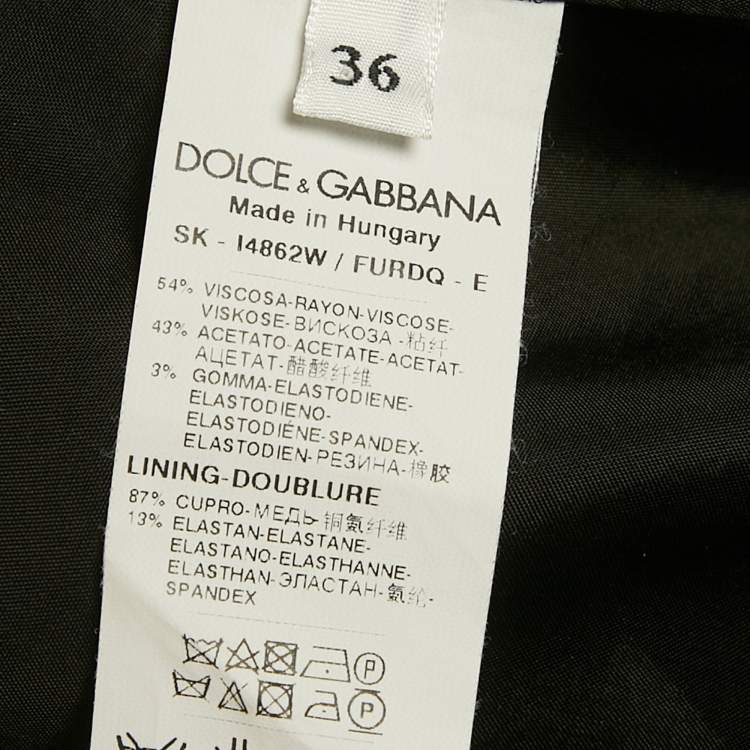 36
DOLCE & GABBANA
Made in Hungary
SK - I4862W / FURDQ - E
54% VISCOSA-RAYON-VISCOSE-
VISKOSE-ВИСКОЗА-粘纤
43% ACETATO-ACETATE-ACETAT-
АЦЕТАТ-醋酸纤维
3% GOMMA-ELASTODIENE-
ELASTODIENO-
ELASTODIÉNE-SPANDEX-
ELASTODIEN-РЕЗИНА-橡胶
LINING-DOUBLURE
87% CUPRO-МЕДЬ-铜氨纤维
13% ELASTAN-ELASTANE-
ELASTANO-ELASTHANNE-
ELASTHAN-ЭЛАСТАН-氨纶-
SPANDEX
P
P